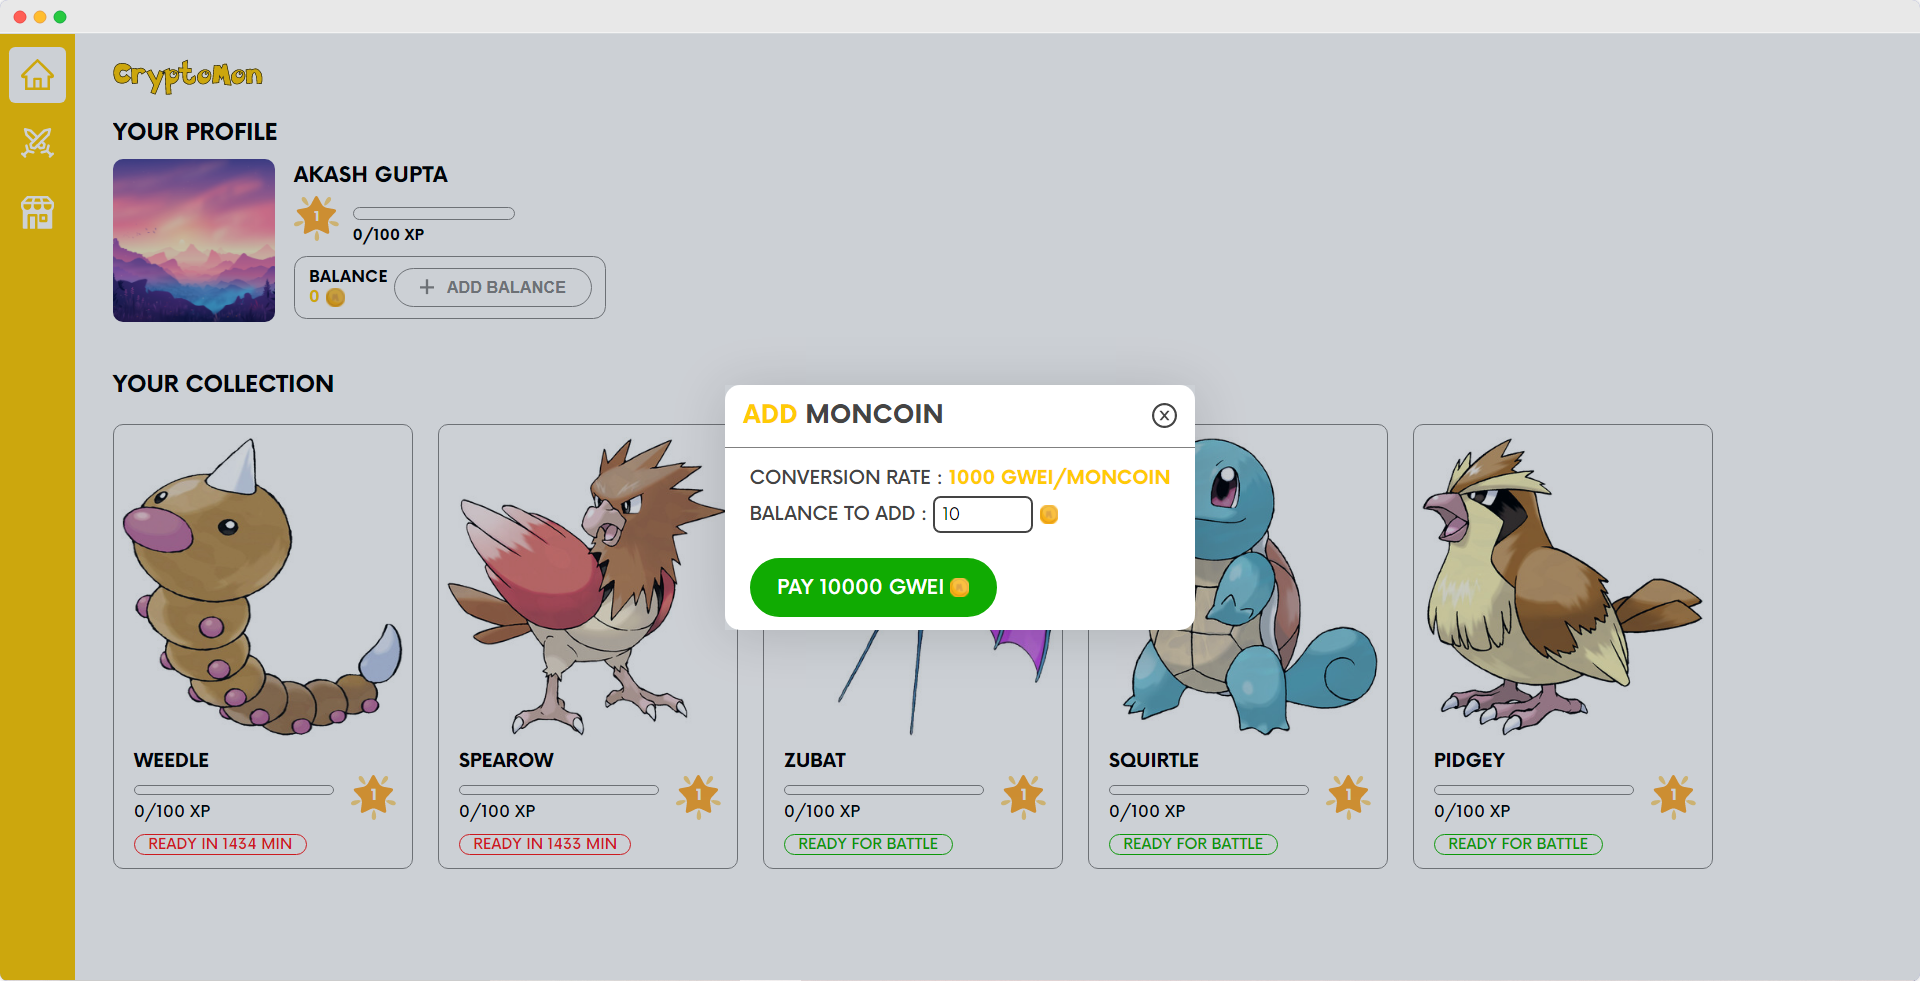 CryptoMon
YOUR PROFILE
AKASH GUPTA
1
0/100 XP
BALANCE
0
+ ADD BALANCE
YOUR COLLECTION
ADD MONCOIN
CONVERSION RATE : 1000 GWEI/MONCOIN
BALANCE TO ADD : 10
PAY 10000 GWEI
WEEDLE
1
0/100 XP
READY IN 1434 MIN
SPEAROW
1
0/100 XP
READY IN 1433 MIN
ZUBAT
1
0/100 XP
READY FOR BATTLE
SQUIRTLE
1
0/100 XP
READY FOR BATTLE
PIDGEY
1
0/100 XP
READY FOR BATTLE